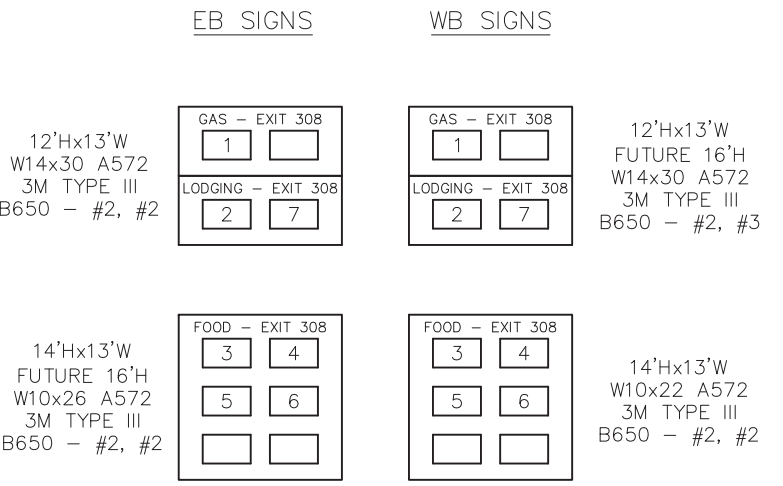 EB SIGNS
WB SIGNS
12'Hx13'W
W14x30 A572
3M TYPE III
B650 – #2, #2
GAS – EXIT 308
1
LODGING – EXIT 308
2 7
GAS – EXIT 308
1
LODGING – EXIT 308
2 7
12'Hx13'W
FUTURE 16'H
W14x30 A572
3M TYPE III
B650 – #2, #3
14'Hx13'W
FUTURE 16'H
W10x26 A572
3M TYPE III
B650 – #2, #2
FOOD – EXIT 308
3 4
5 6
FOOD – EXIT 308
3 4
5 6
14'Hx13'W
W10x22 A572
3M TYPE III
B650 – #2, #2